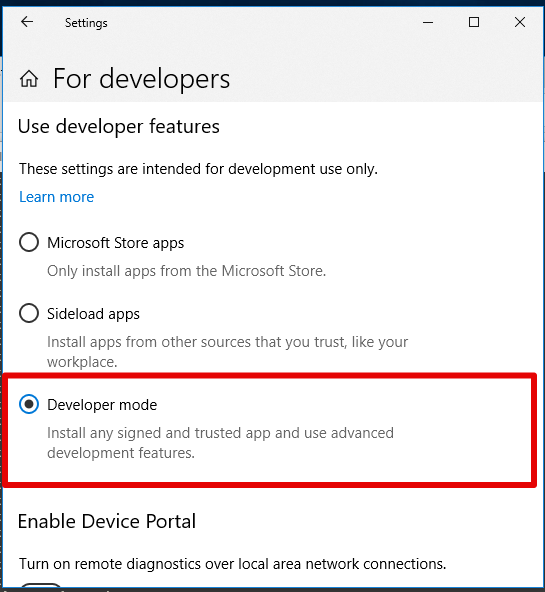 Settings
For developers
Use developer features
These settings are intended for development use only.
Learn more
Microsoft Store apps
Only install apps from the Microsoft Store.
Sideload apps
Install apps from other sources that you trust, like your
workplace.
Developer mode
Install any signed and trusted app and use advanced
development features.
Enable Device Portal
Turn on remote diagnostics over local area network connections.